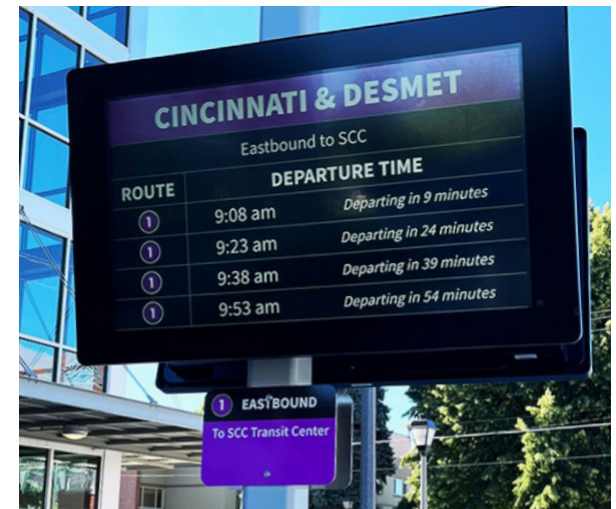 CINCINNATI & DESMET
Eastbound to SCC
ROUTE DEPARTURE TIME
1 9:08 am Departing in 9 minutes
1 9:23 am Departing in 24 minutes
1 9:38 am Departing in 39 minutes
1 9:53 am Departing in 54 minutes
1 EASTBOUND
To SCC Transit Center